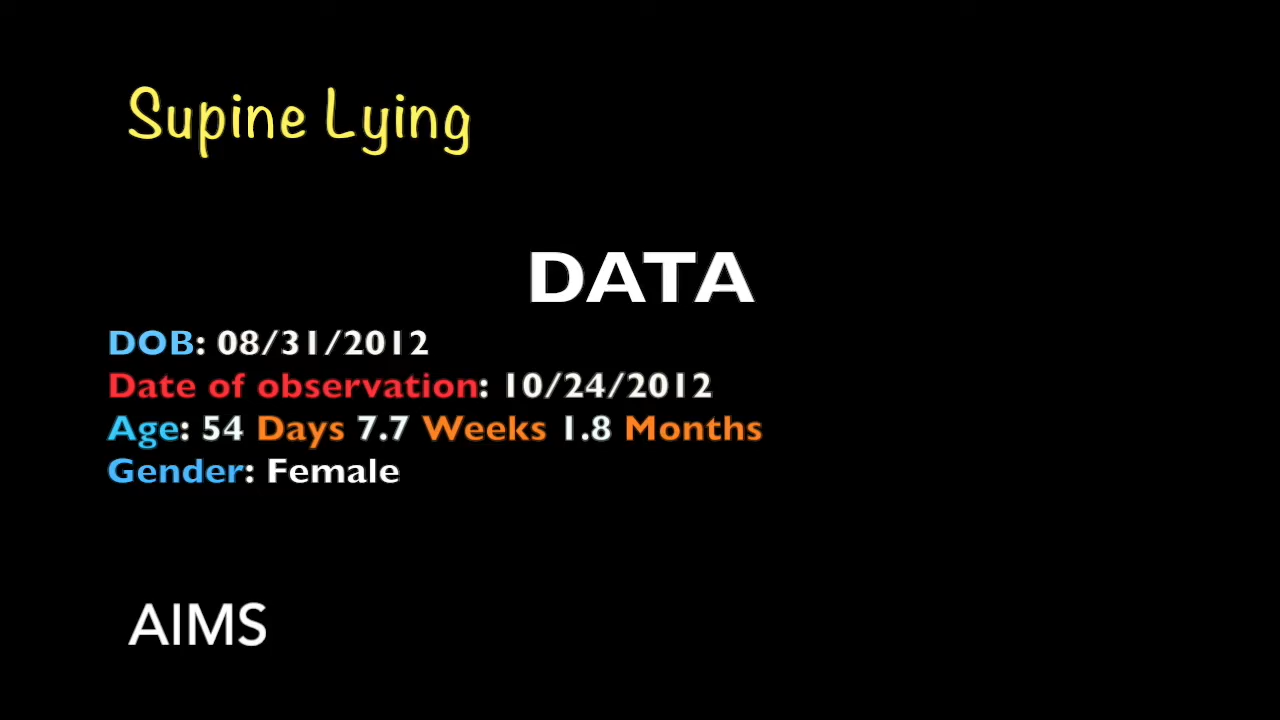 Supine Lying
DATA
DOB: 08/31/2012
Date of observation: 10/24/2012
Age: 54 Days 7.7 Weeks 1.8 Months
Gender: Female
AIMS